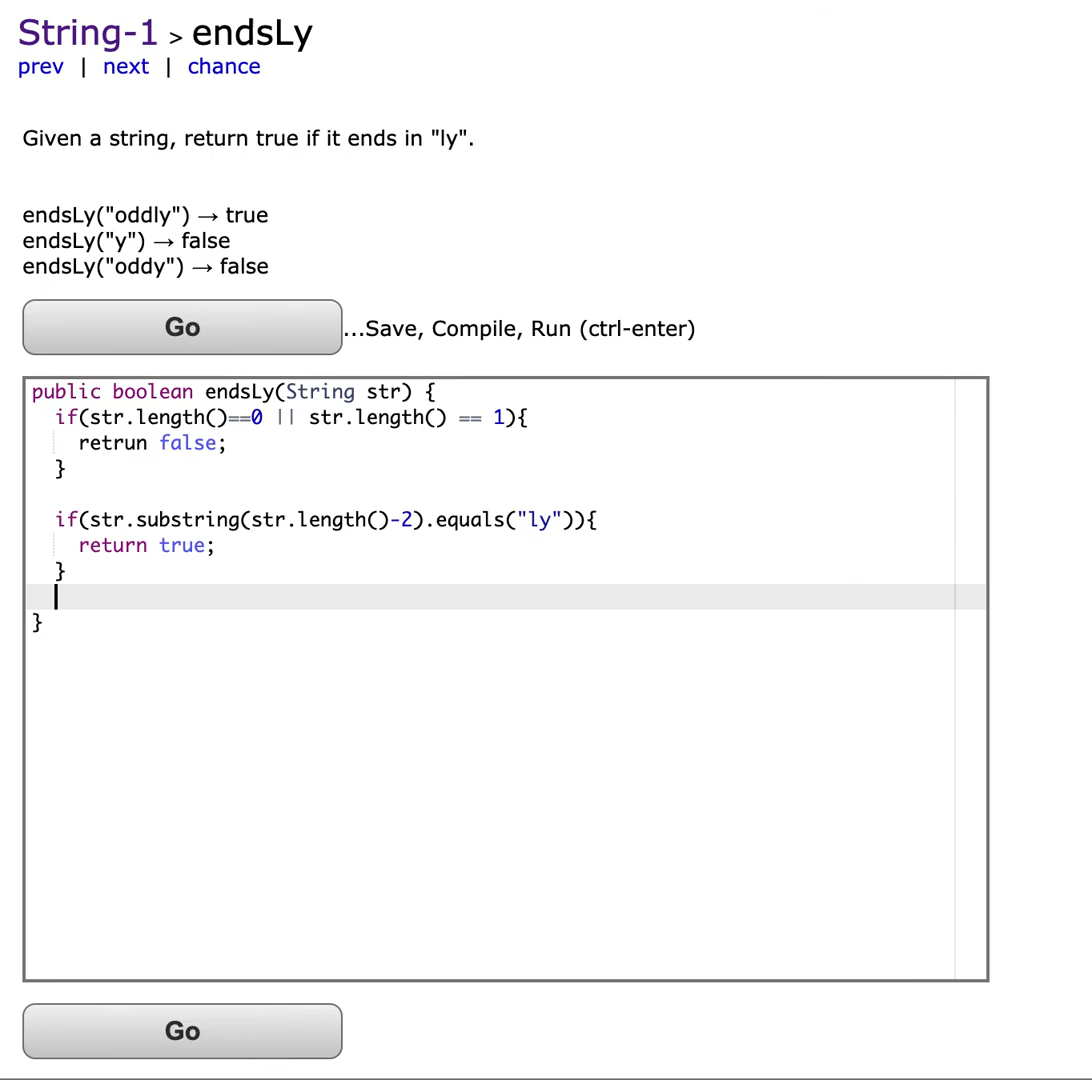 String-1 > endsLy
prev | next | chance
Given a string, return true if it ends in "ly".
endsLy("oddly") → true
endsLy("y") → false
endsLy("oddy") → false
Go ...Save, Compile, Run (ctrl-enter)
public boolean endsLy(String str) {
  if(str.length()==0 || str.length() == 1){
    retrun false;
  }

  if(str.substring(str.length()-2).equals("ly")){
    return true;
  }

}
Go